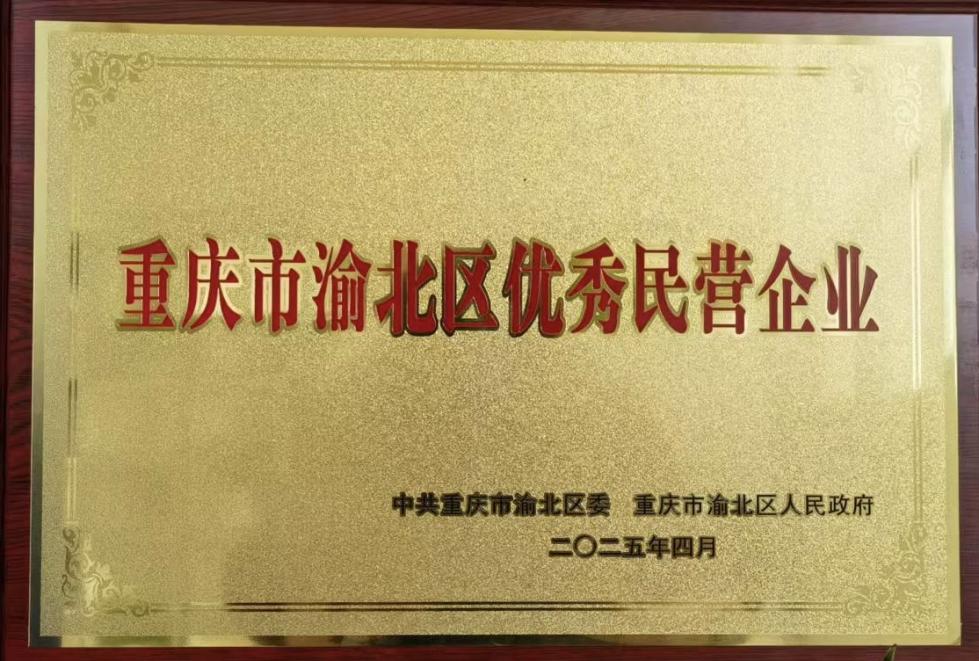 重庆市渝北区优秀民营企业
中共重庆市渝北区委 重庆市渝北区人民政府
二〇二五年四月